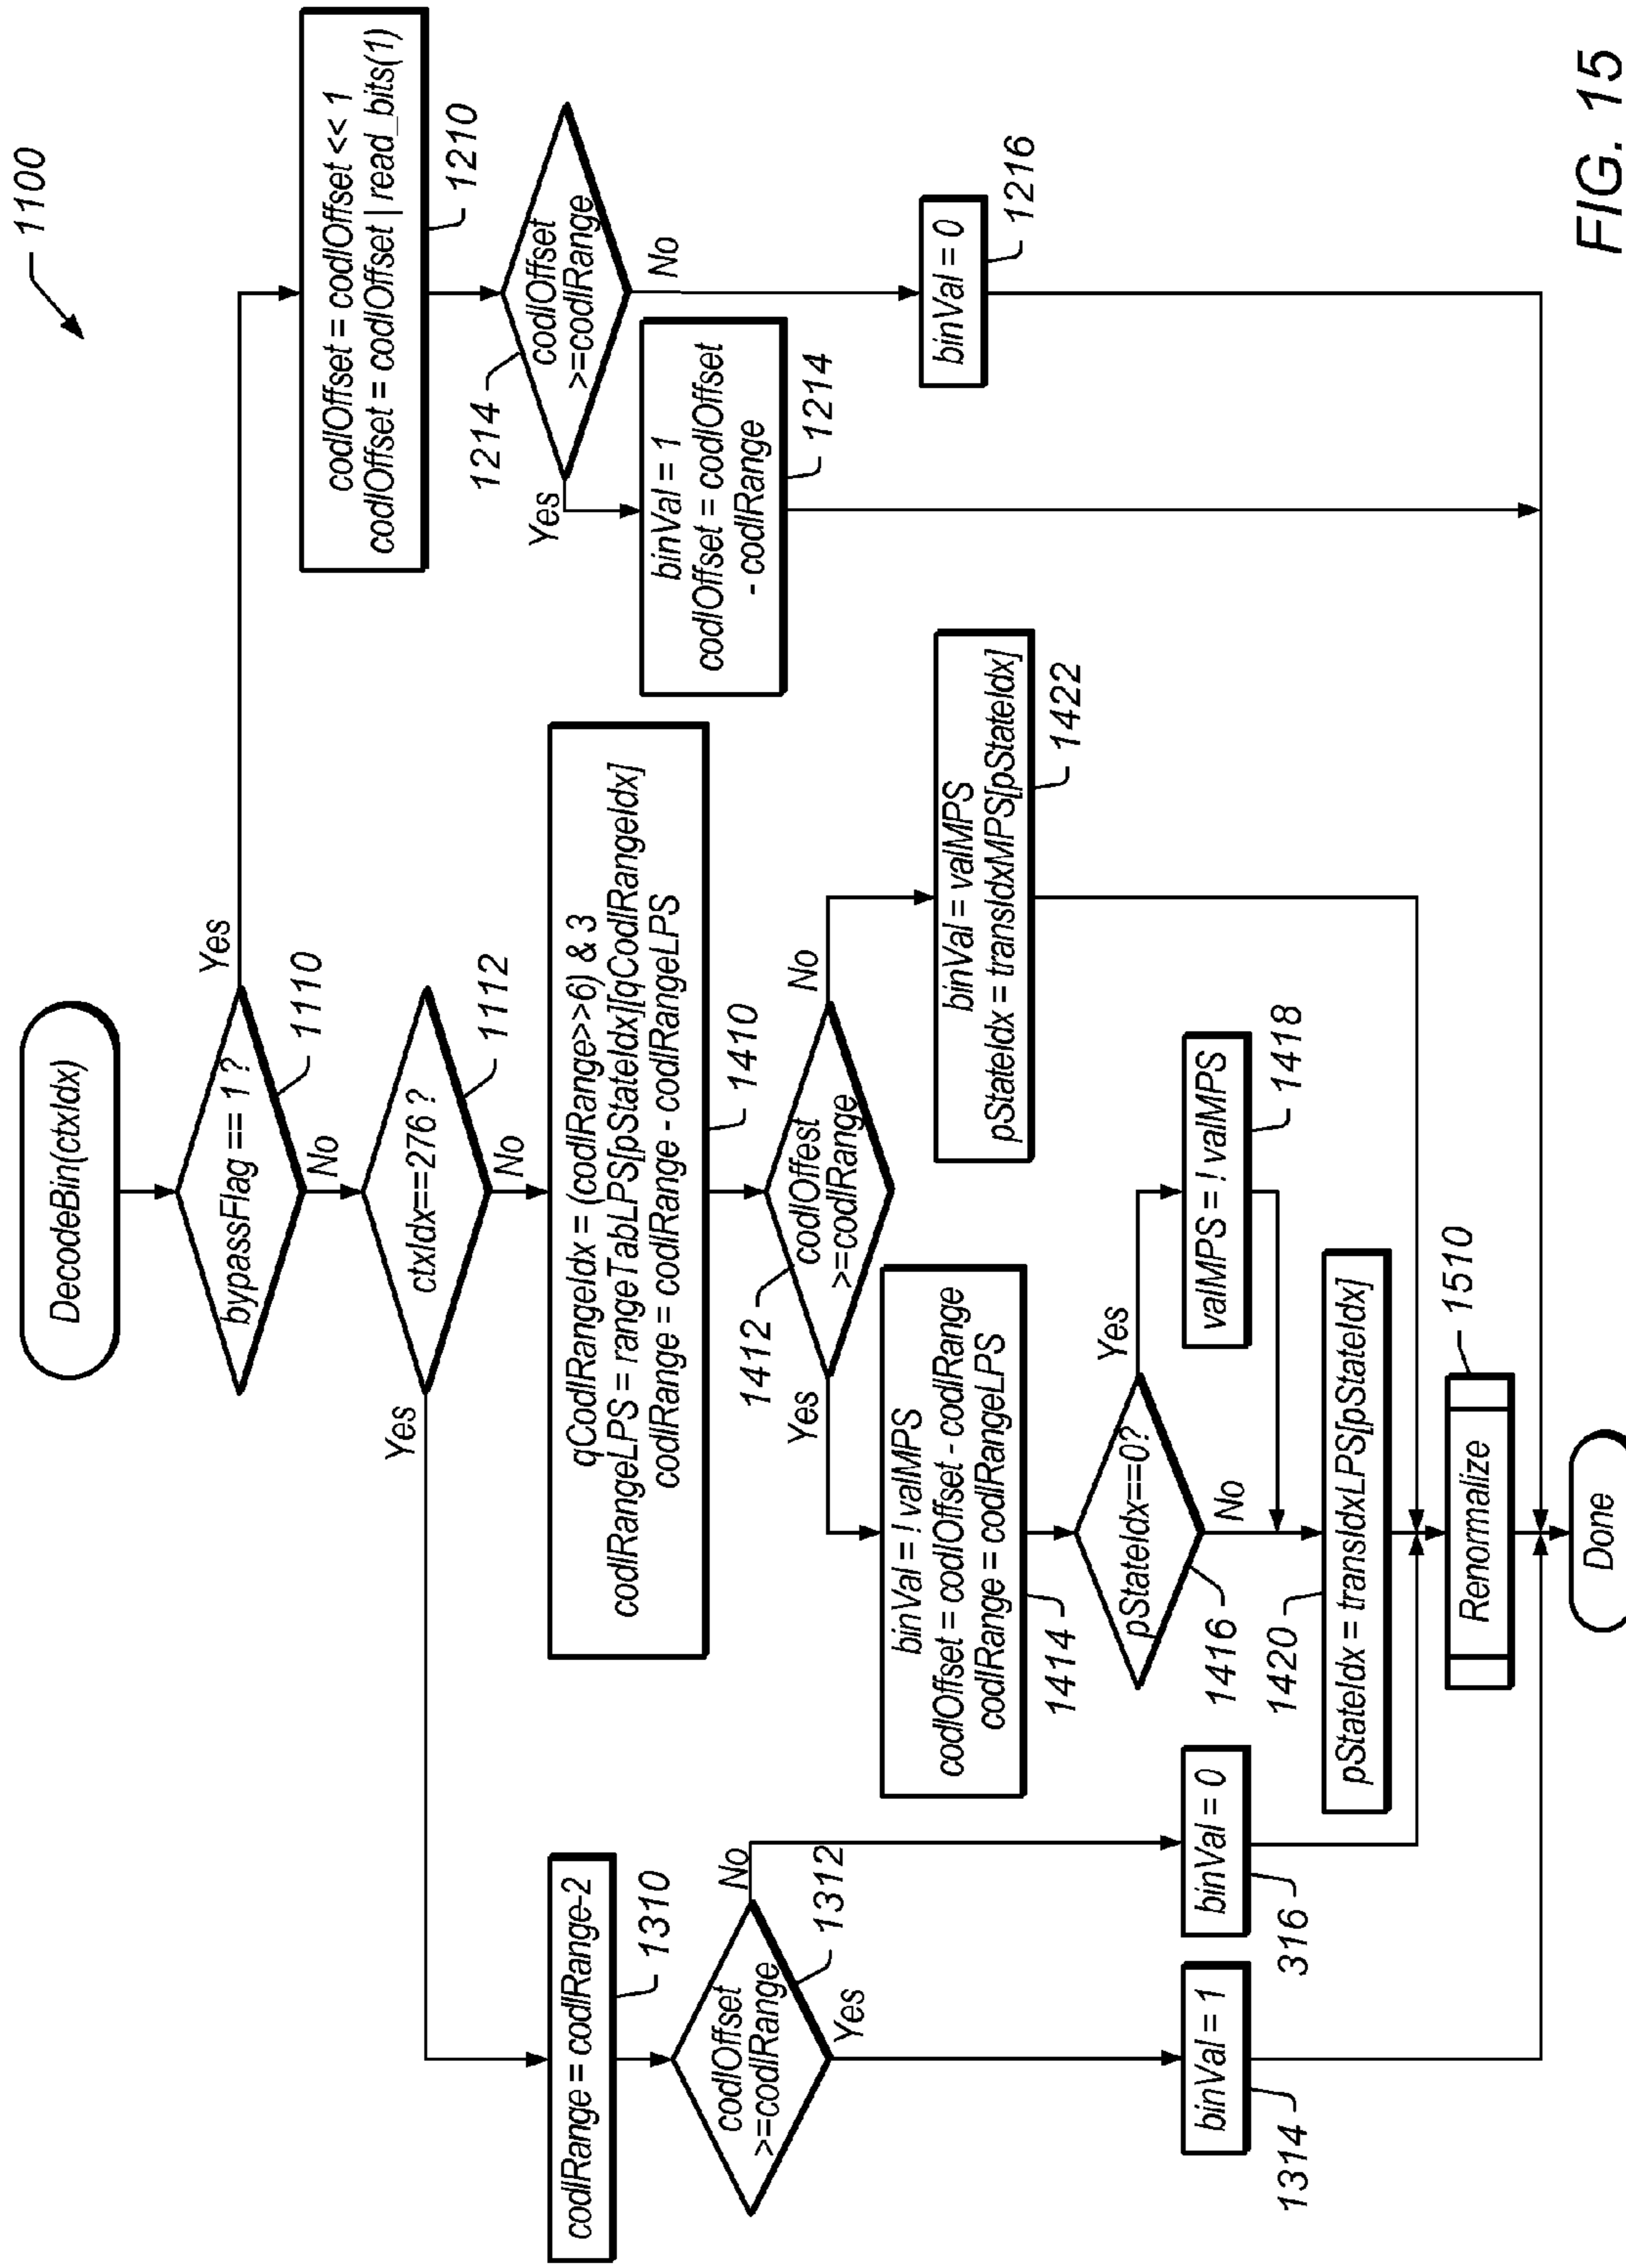 1100
DecodeBin(ctxIdx)
bypassFlag == 1 ?
Yes
1110
No
ctxIdx==276 ?
Yes
1112
No
codIOffset = codIOffset << 1
codIOffset = codIOffset | read_bits(1)
1210
1214
codIOffset
>=codIRange
Yes
No
binVal = 1
codIOffset = codIOffset
- codIRange
1214
binVal = 0
1216
qCodIRangeIdx = (codIRange>>6) & 3
codIRangeLPS = rangeTabLPS[pStateIdx][qCodIRangeIdx]
codIRange = codIRange - codIRangeLPS
1410
1412
codIOffest
>=codIRange
Yes
No
binVal = ! valMPS
codIOffset = codIOffset - codIRange
codIRange = codIRangeLPS
1414
binVal = valMPS
pStateIdx = transIdxMPS[pStateIdx]
1422
pStateIdx==0?
Yes
1416
No
valMPS = ! valMPS
1418
1420
pStateIdx = transIdxLPS[pStateIdx]
codIRange = codIRange-2
1310
codIOffset
>=codIRange
No
1312
Yes
binVal = 1
1314
binVal = 0
316
Renormalize
1510
Done
FIG. 15